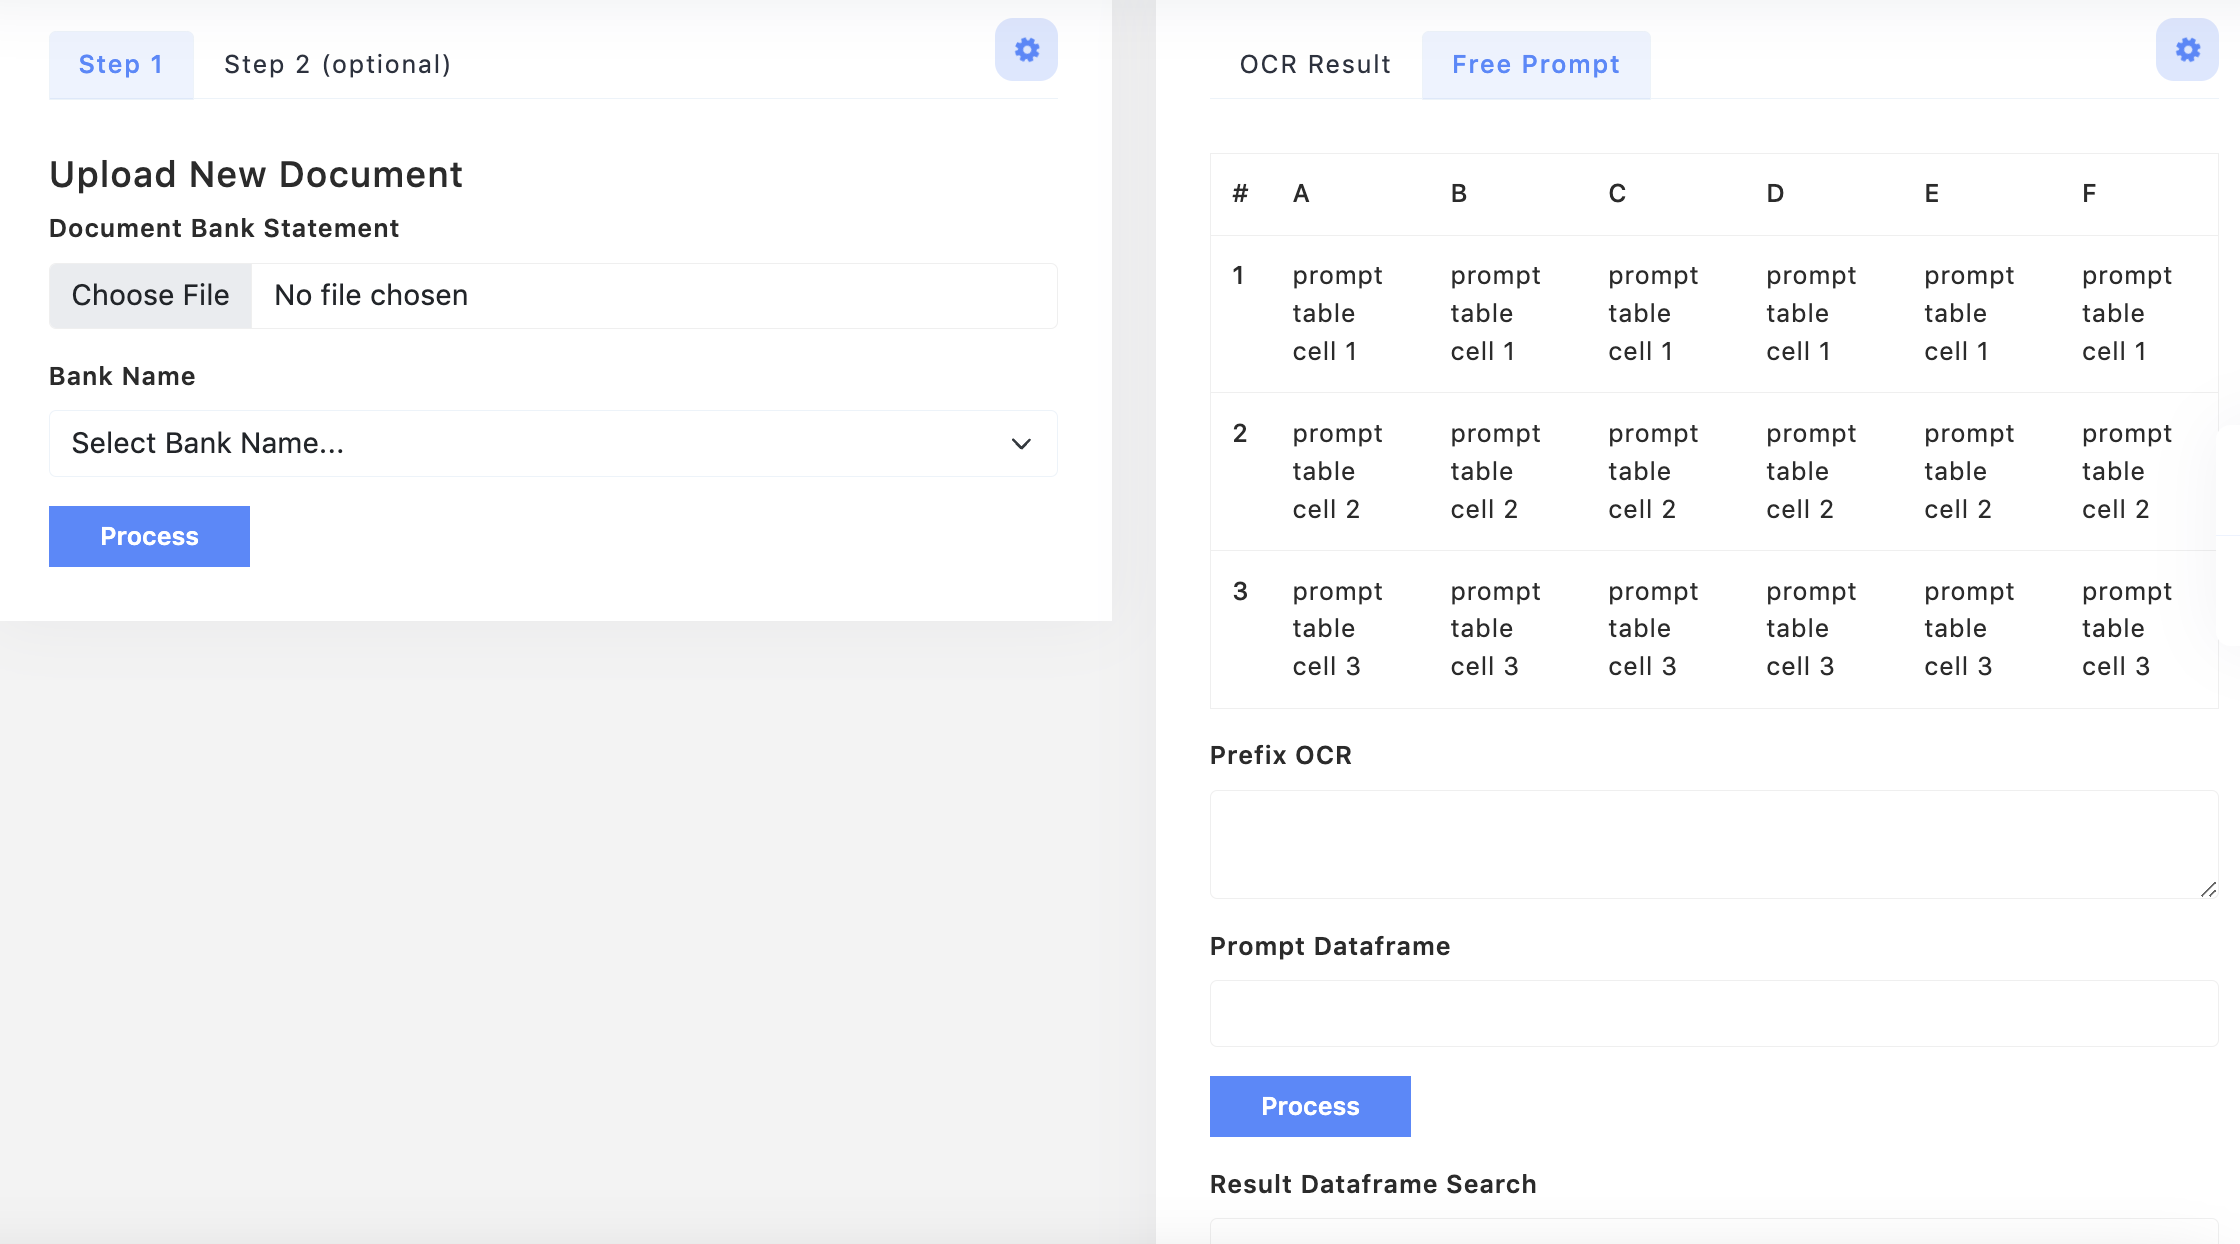 Step 1 Step 2 (optional)
Upload New Document
Document Bank Statement
Choose File No file chosen
Bank Name
Select Bank Name...
Process
OCR Result Free Prompt
# A B C D E F
1 prompt table cell 1 prompt table cell 1 prompt table cell 1 prompt table cell 1 prompt table cell 1 prompt table cell 1
2 prompt table cell 2 prompt table cell 2 prompt table cell 2 prompt table cell 2 prompt table cell 2 prompt table cell 2
3 prompt table cell 3 prompt table cell 3 prompt table cell 3 prompt table cell 3 prompt table cell 3 prompt table cell 3
Prefix OCR
Prompt Dataframe
Process
Result Dataframe Search